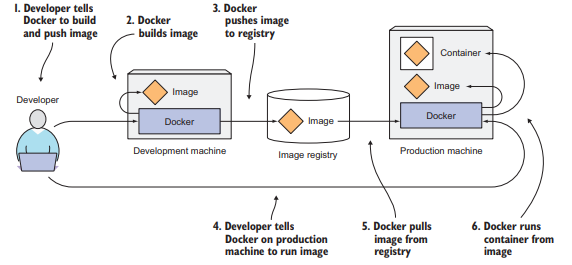 1. Developer tells
Docker to build
and push image
2. Docker
builds image
3. Docker
pushes image
to registry
Developer
Image
Docker
Development machine
Image
Image registry
Container
Image
Docker
Production machine
4. Developer tells
Docker on production
machine to run image
5. Docker pulls
image from
registry
6. Docker runs
container from
image